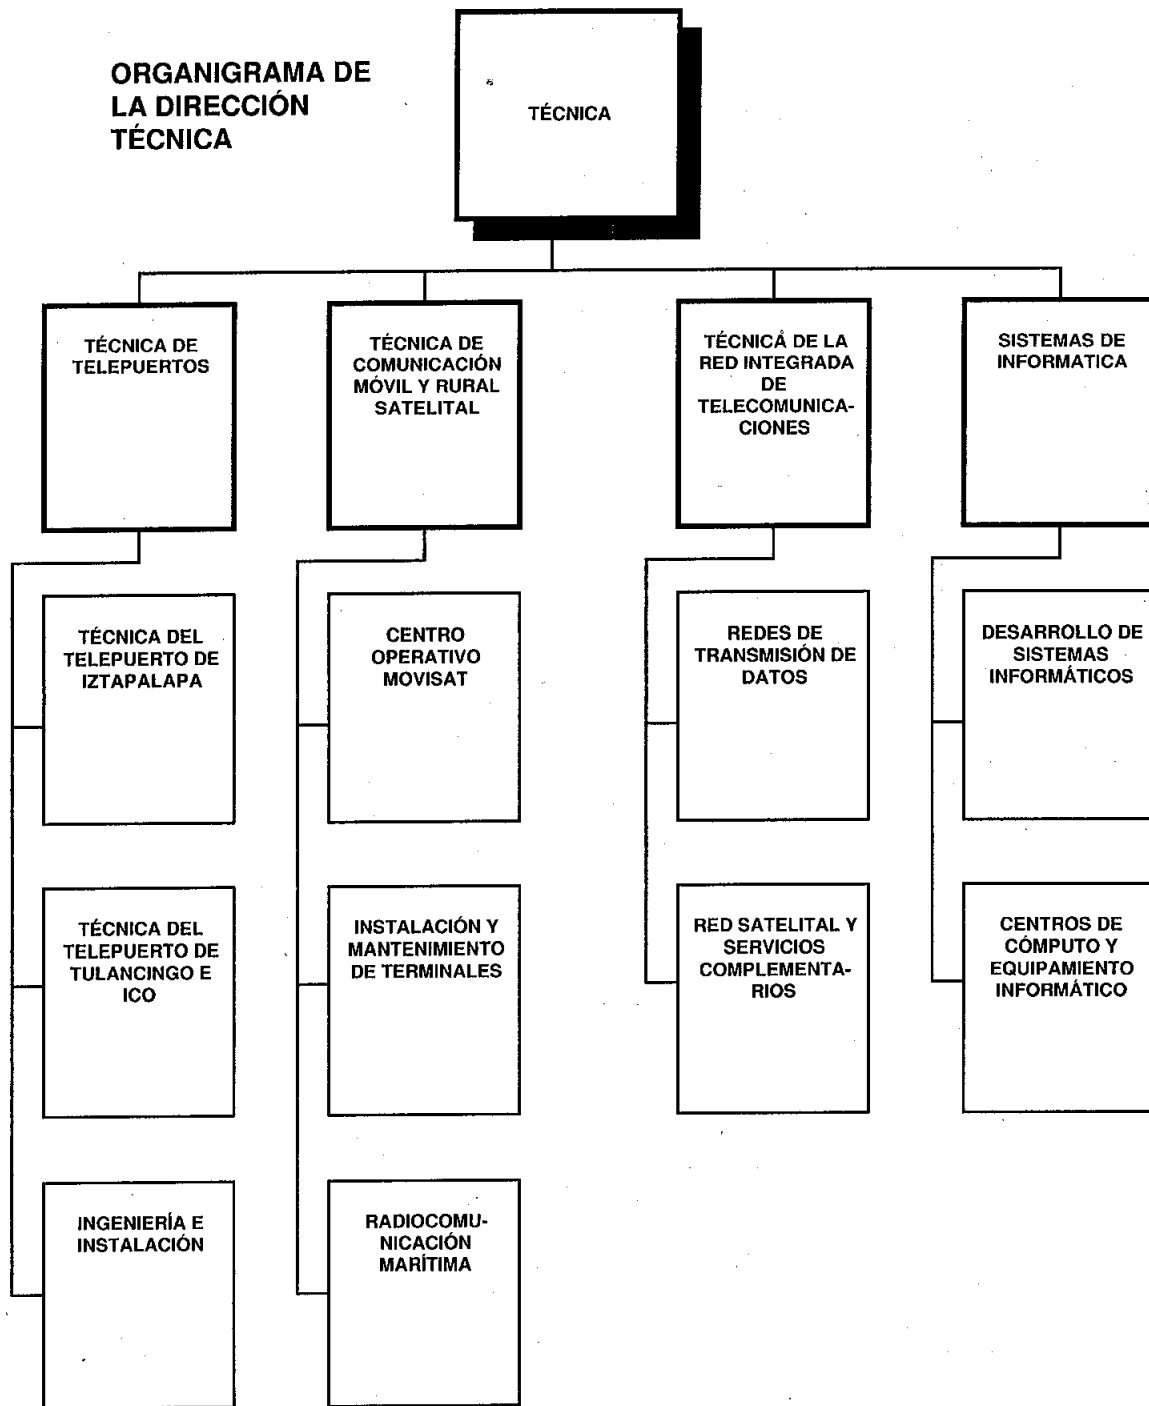 ORGANIGRAMA DE
LA DIRECCIÓN
TÉCNICA
TÉCNICA
TÉCNICA DE
TELEPUERTOS
TÉCNICA DE
COMUNICACIÓN
MÓVIL Y RURAL
SATELITAL
TÉCNICA DE LA
RED INTEGRADA
DE
TELECOMUNICA-
CIONES
SISTEMAS DE
INFORMATICA
TÉCNICA DEL
TELEPUERTO DE
IZTAPALAPA
CENTRO
OPERATIVO
MOVISAT
REDES DE
TRANSMISIÓN DE
DATOS
DESARROLLO DE
SISTEMAS
INFORMÁTICOS
TÉCNICA DEL
TELEPUERTO DE
TULANCINGO E
ICO
INSTALACIÓN Y
MANTENIMIENTO
DE TERMINALES
RED SATELITAL Y
SERVICIOS
COMPLEMENTA-
RIOS
CENTROS DE
CÓMPUTO Y
EQUIPAMIENTO
INFORMÁTICO
INGENIERÍA E
INSTALACIÓN
RADIOCOMU-
NICACIÓN
MARÍTIMA